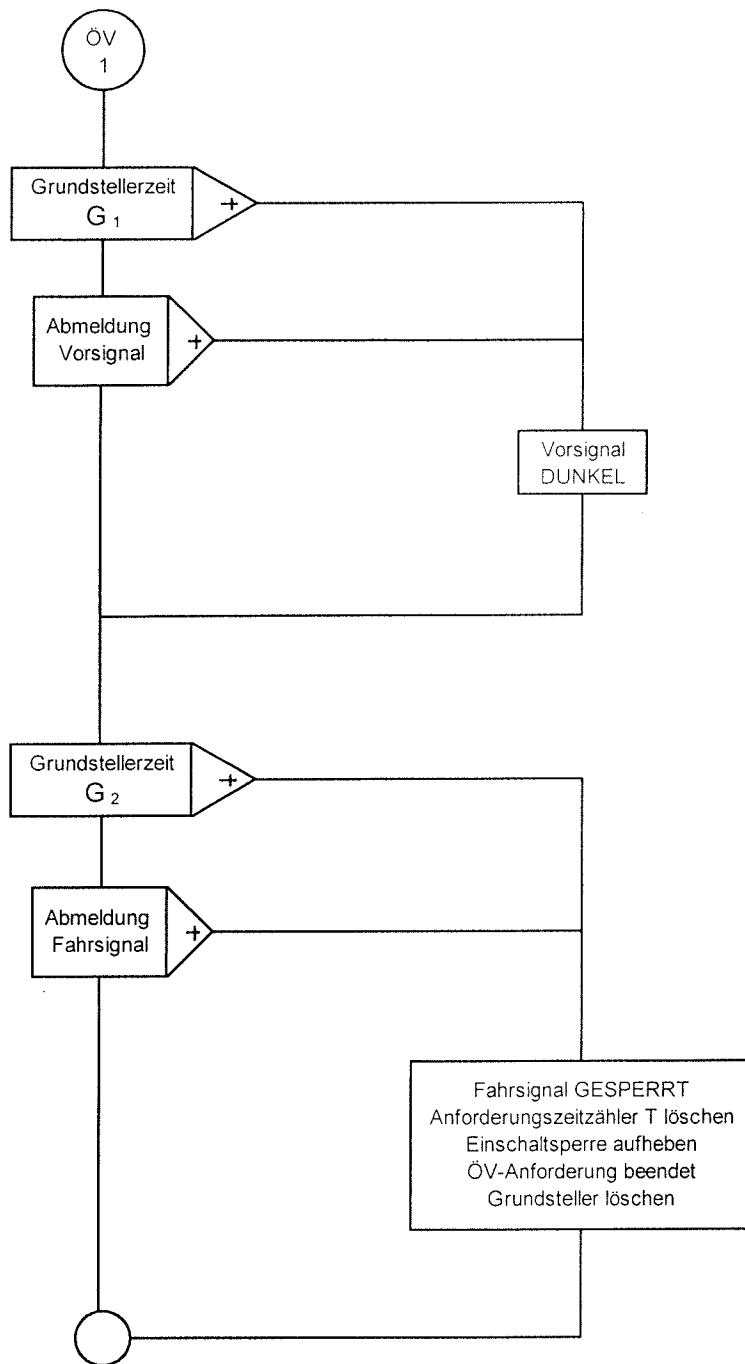 ÖV
1
Grundstellerzeit
G 1
+
Abmeldung
Vorsignal
+
Vorsignal
DUNKEL
Grundstellerzeit
G 2
+
Abmeldung
Fahrsignal
+
Fahrsignal GESPERRT
Anforderungszeitzähler T löschen
Einschaltsperre aufheben
ÖV-Anforderung beendet
Grundsteller löschen